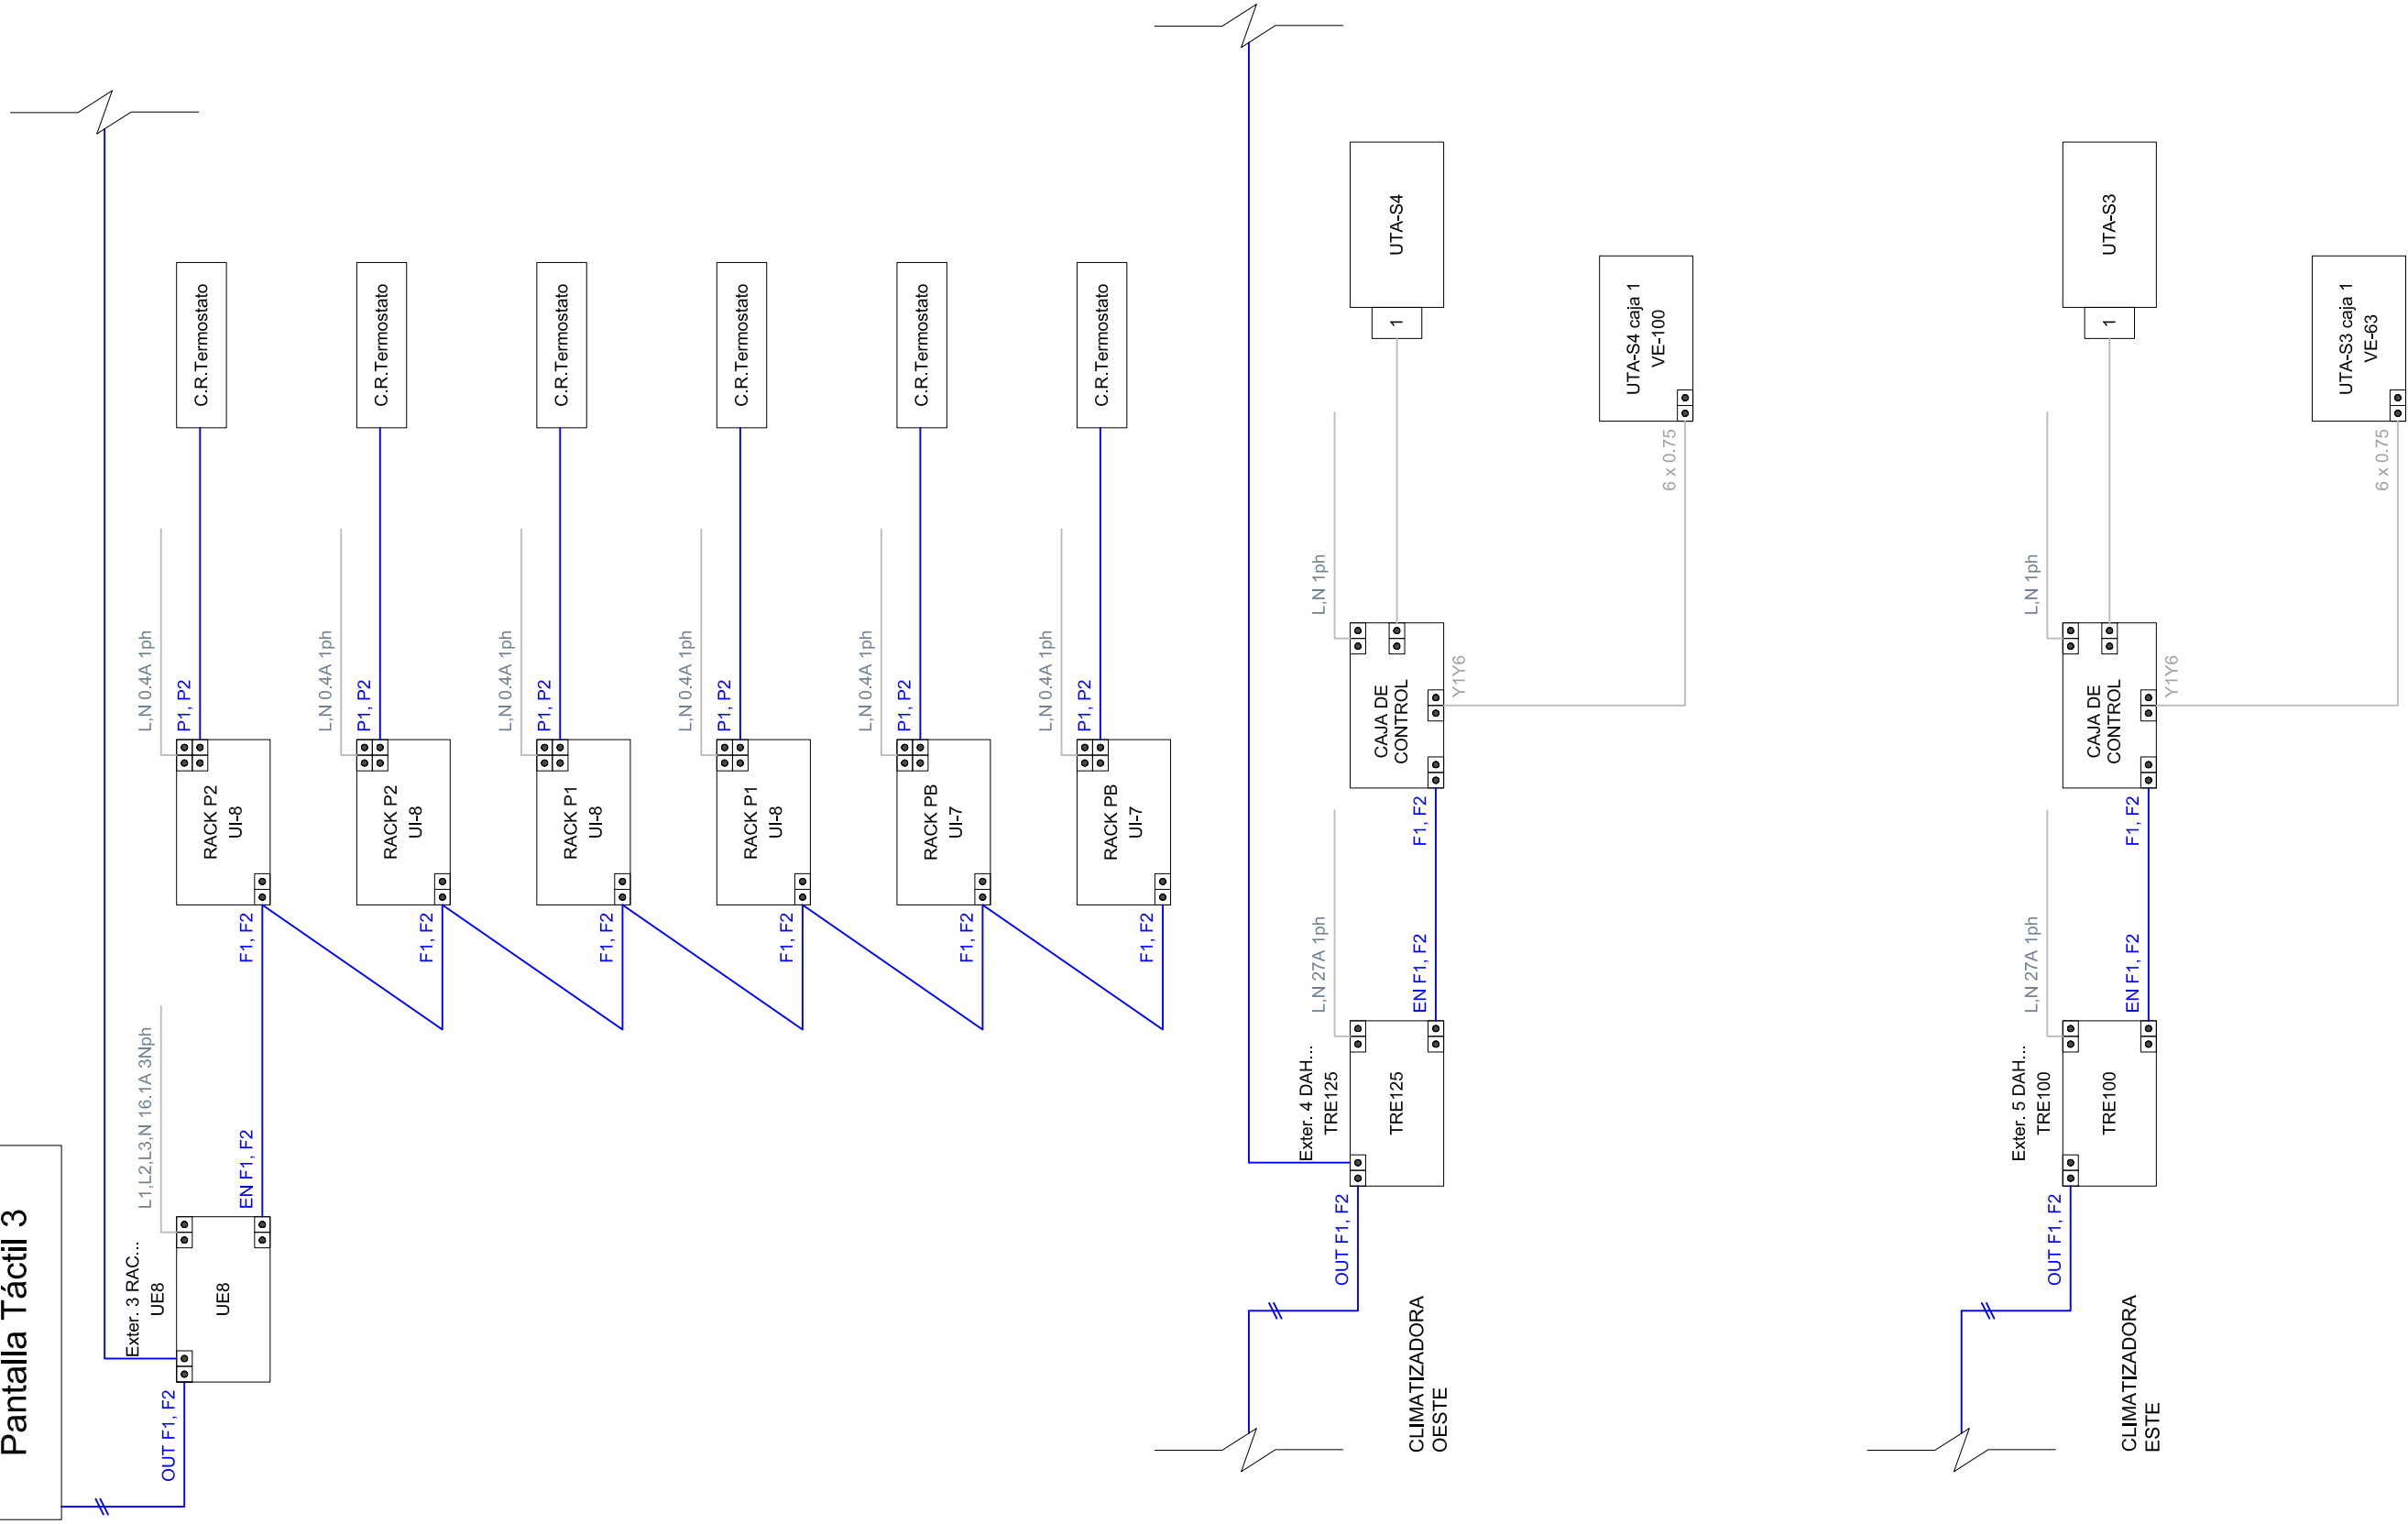 Pantalla Táctil 3
OUT F1, F2
Exter. 3 RAC...
UE8
UE8
L1,L2,L3,N 16.1A 3Nph
EN F1, F2
F1, F2
RACK P2
UI-8
L,N 0.4A 1ph
P1, P2
C.R.Termostato
F1, F2
RACK P2
UI-8
L,N 0.4A 1ph
P1, P2
C.R.Termostato
F1, F2
RACK P1
UI-8
L,N 0.4A 1ph
P1, P2
C.R.Termostato
F1, F2
RACK P1
UI-8
L,N 0.4A 1ph
P1, P2
C.R.Termostato
F1, F2
RACK PB
UI-7
L,N 0.4A 1ph
P1, P2
C.R.Termostato
F1, F2
RACK PB
UI-7
L,N 0.4A 1ph
P1, P2
C.R.Termostato
CLIMATIZADORA
OESTE
OUT F1, F2
Exter. 4 DAH...
TRE125
TRE125
L,N 27A 1ph
EN F1, F2
F1, F2
CAJA DE
CONTROL
L,N 1ph
Y1Y6
1
UTA-S4
6 x 0.75
UTA-S4 caja 1
VE-100
CLIMATIZADORA
ESTE
OUT F1, F2
Exter. 5 DAH...
TRE100
TRE100
L,N 27A 1ph
EN F1, F2
F1, F2
CAJA DE
CONTROL
L,N 1ph
Y1Y6
1
UTA-S3
6 x 0.75
UTA-S3 caja 1
VE-63